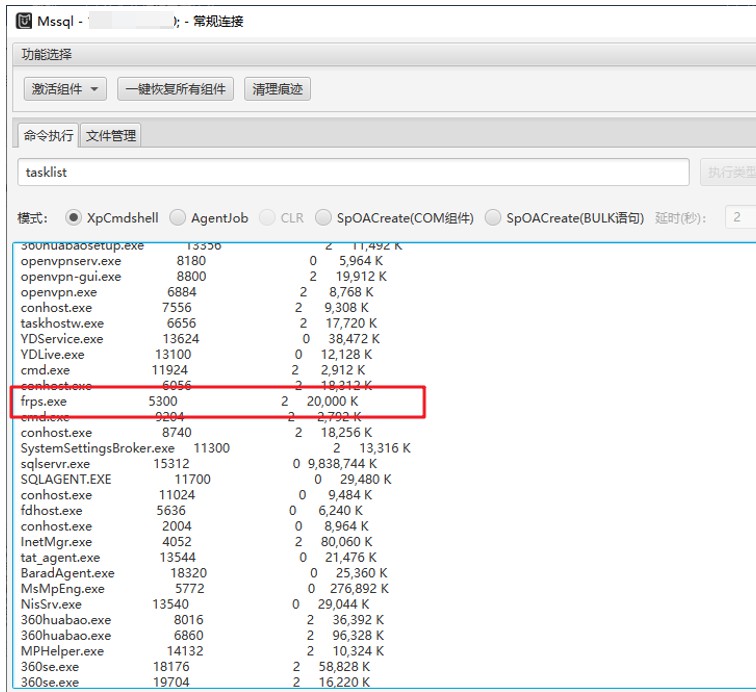 Mssql - ); - 常规连接
功能选择
激活组件 一键恢复所有组件 清理痕迹
命令执行 文件管理
tasklist 执行类型
模式: XpCmdshell AgentJob CLR SpOACreate(COM组件) SpOACreate(BULK语句) 延时(秒): 2
360huabaosetup.exe 13356 2 11,492 K
openvpnserv.exe 8180 0 5,964 K
openvpn-gui.exe 8800 2 19,912 K
openvpn.exe 6884 2 8,768 K
conhost.exe 7556 2 9,308 K
taskhostw.exe 6656 2 17,720 K
YDService.exe 13624 0 38,472 K
YDLive.exe 13100 0 12,128 K
cmd.exe 11924 2 2,912 K
conhost.exe 6056 2 18,312 K
frps.exe 5300 2 20,000 K
cmd.exe 9204 2 2,792 K
conhost.exe 8740 2 18,256 K
SystemSettingsBroker.exe 11300 2 13,316 K
sqlservr.exe 15312 0 9,838,744 K
SQLAGENT.EXE 11700 0 29,480 K
conhost.exe 11024 0 9,484 K
fdhost.exe 5636 0 6,240 K
conhost.exe 2004 0 8,964 K
InetMgr.exe 4052 2 80,060 K
tat_agent.exe 13544 0 21,476 K
BaradAgent.exe 18320 0 25,360 K
MsMpEng.exe 5772 0 276,892 K
NisSrv.exe 13540 0 29,044 K
360huabao.exe 8016 2 36,392 K
360huabao.exe 6860 2 96,328 K
MPHelper.exe 14132 2 10,324 K
360se.exe 18176 2 58,828 K
360se.exe 19704 2 16,220 K